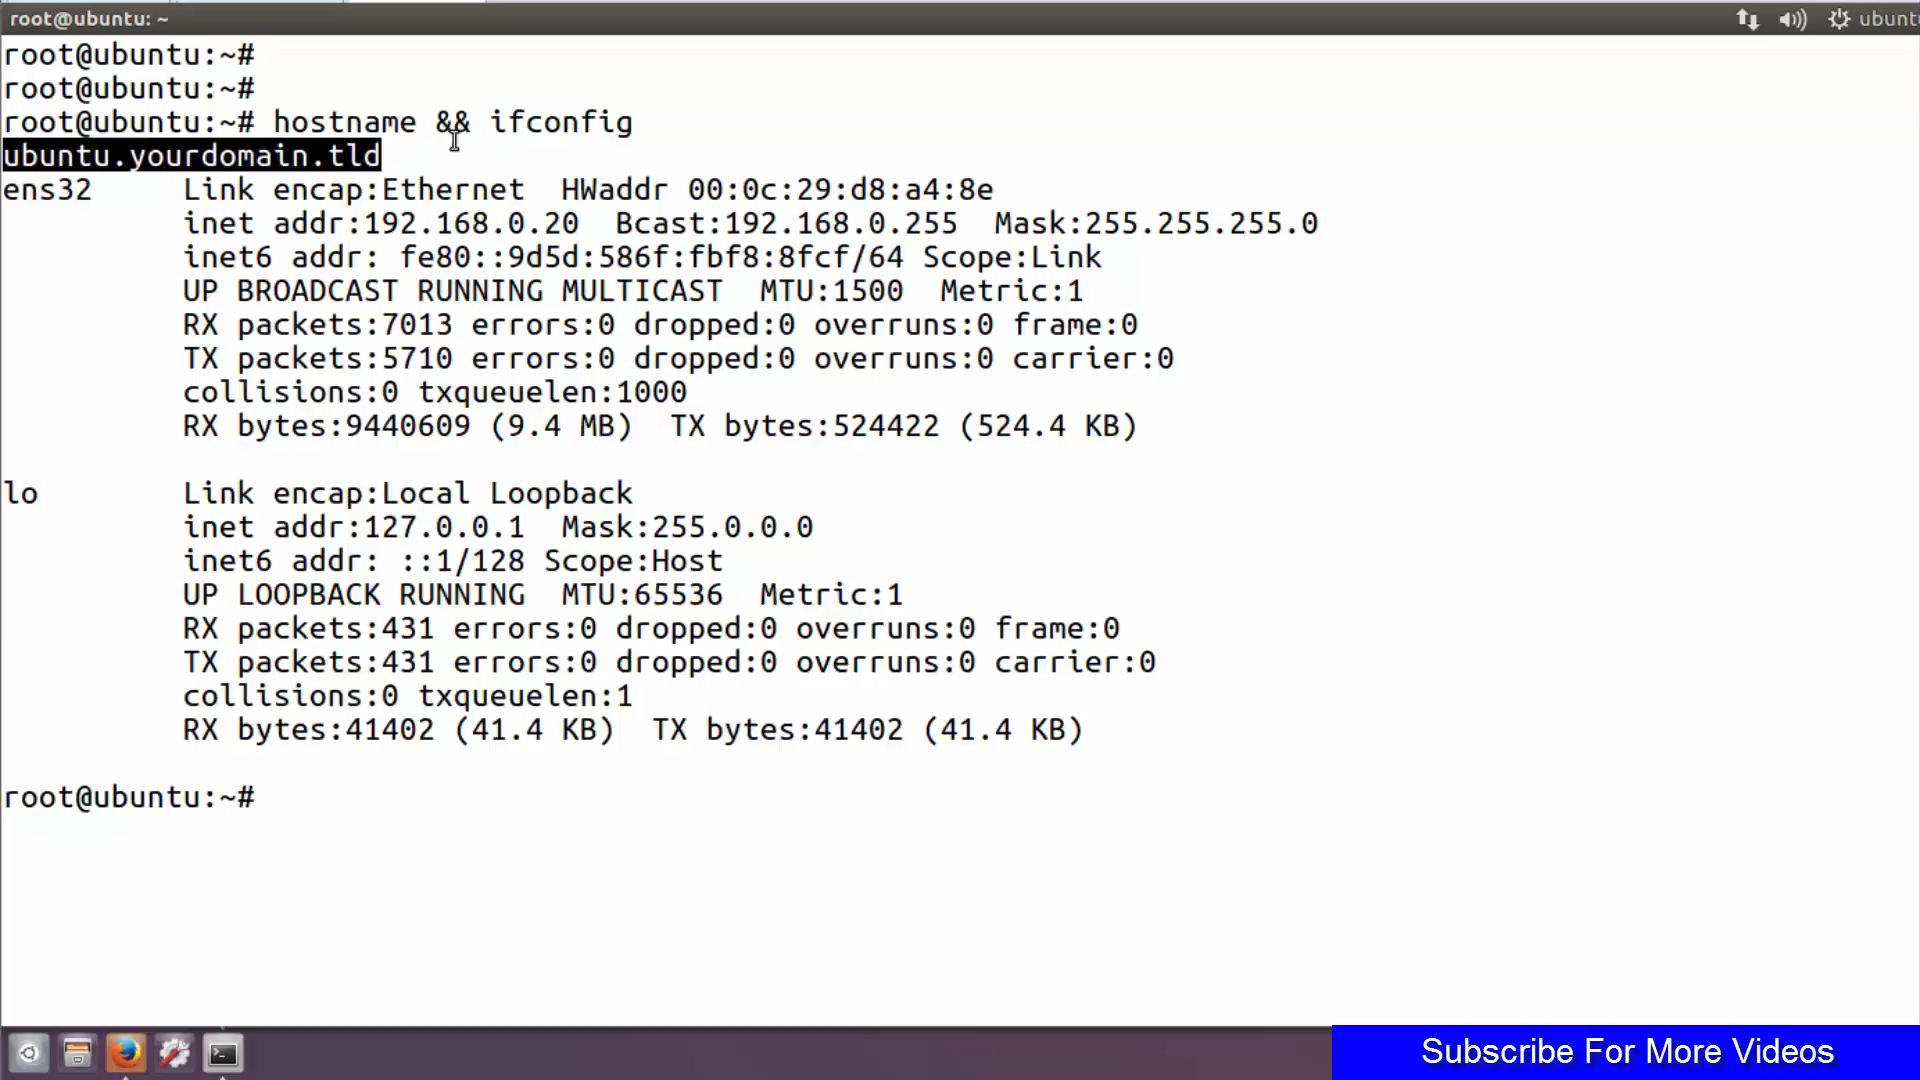 root@ubuntu: ~
ubunt
root@ubuntu:~#
root@ubuntu:~#
root@ubuntu:~# hostname && ifconfig
ubuntu.yourdomain.tld
ens32     Link encap:Ethernet  HWaddr 00:0c:29:d8:a4:8e
          inet addr:192.168.0.20  Bcast:192.168.0.255  Mask:255.255.255.0
          inet6 addr: fe80::9d5d:586f:fbf8:8fcf/64 Scope:Link
          UP BROADCAST RUNNING MULTICAST  MTU:1500  Metric:1
          RX packets:7013 errors:0 dropped:0 overruns:0 frame:0
          TX packets:5710 errors:0 dropped:0 overruns:0 carrier:0
          collisions:0 txqueuelen:1000
          RX bytes:9440609 (9.4 MB)  TX bytes:524422 (524.4 KB)
lo        Link encap:Local Loopback
          inet addr:127.0.0.1  Mask:255.0.0.0
          inet6 addr: ::1/128 Scope:Host
          UP LOOPBACK RUNNING  MTU:65536  Metric:1
          RX packets:431 errors:0 dropped:0 overruns:0 frame:0
          TX packets:431 errors:0 dropped:0 overruns:0 carrier:0
          collisions:0 txqueuelen:1
          RX bytes:41402 (41.4 KB)  TX bytes:41402 (41.4 KB)
root@ubuntu:~#
Subscribe For More Videos